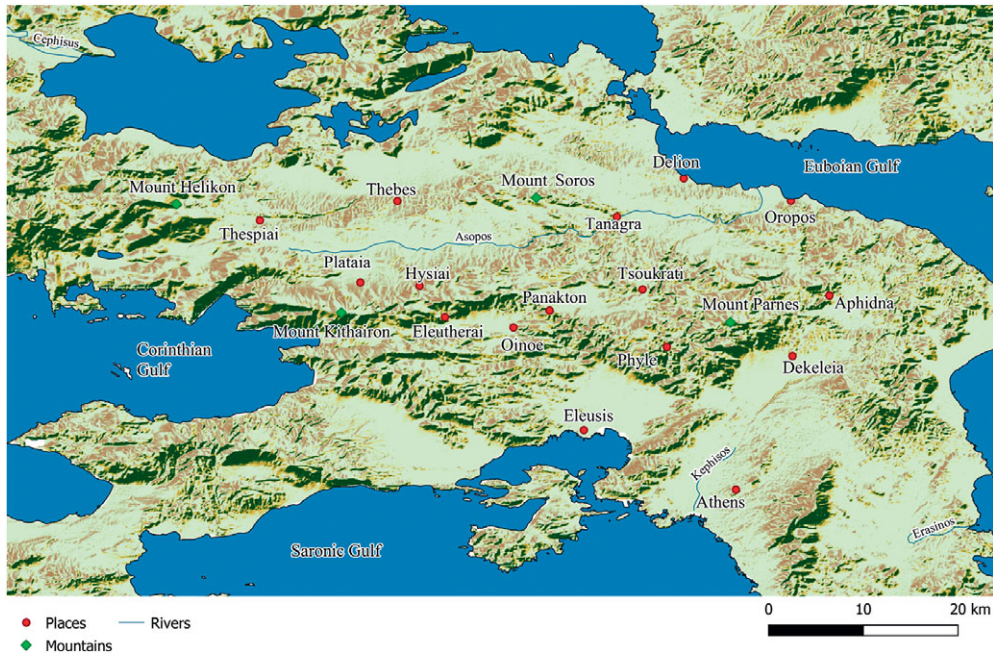 Cephisus
Delion
Euboian Gulf
Mount Helikon
Thebes
Mount Soros
Oropos
Tanagra
Thespiai
Asopos
Plataia
Hysiai
Tsoukrati
Panakton
Mount Parnes
Aphidna
Mount Kithairon
Eleutherai
Oinoe
Corinthian
Gulf
Phyle
Dekeleia
Eleusis
Kephisos
Athens
Erasinos
Saronic Gulf
0 10 20 km
Places
Rivers
Mountains